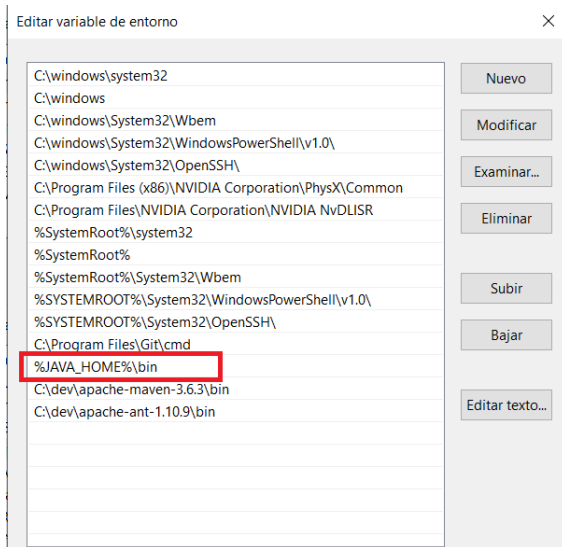 Editar variable de entorno
C:\windows\system32
C:\windows
C:\windows\System32\Wbem
C:\windows\System32\WindowsPowerShell\v1.0\
C:\windows\System32\OpenSSH\
C:\Program Files (x86)\NVIDIA Corporation\PhysX\Common
C:\Program Files\NVIDIA Corporation\NVIDIA NvDLISR
%SystemRoot%\system32
%SystemRoot%
%SystemRoot%\System32\Wbem
%SYSTEMROOT%\System32\WindowsPowerShell\v1.0\
%SYSTEMROOT%\System32\OpenSSH\
C:\Program Files\Git\cmd
%JAVA_HOME%\bin
C:\dev\apache-maven-3.6.3\bin
C:\dev\apache-ant-1.10.9\bin
Nuevo
Modificar
Examinar...
Eliminar
Subir
Bajar
Editar texto...